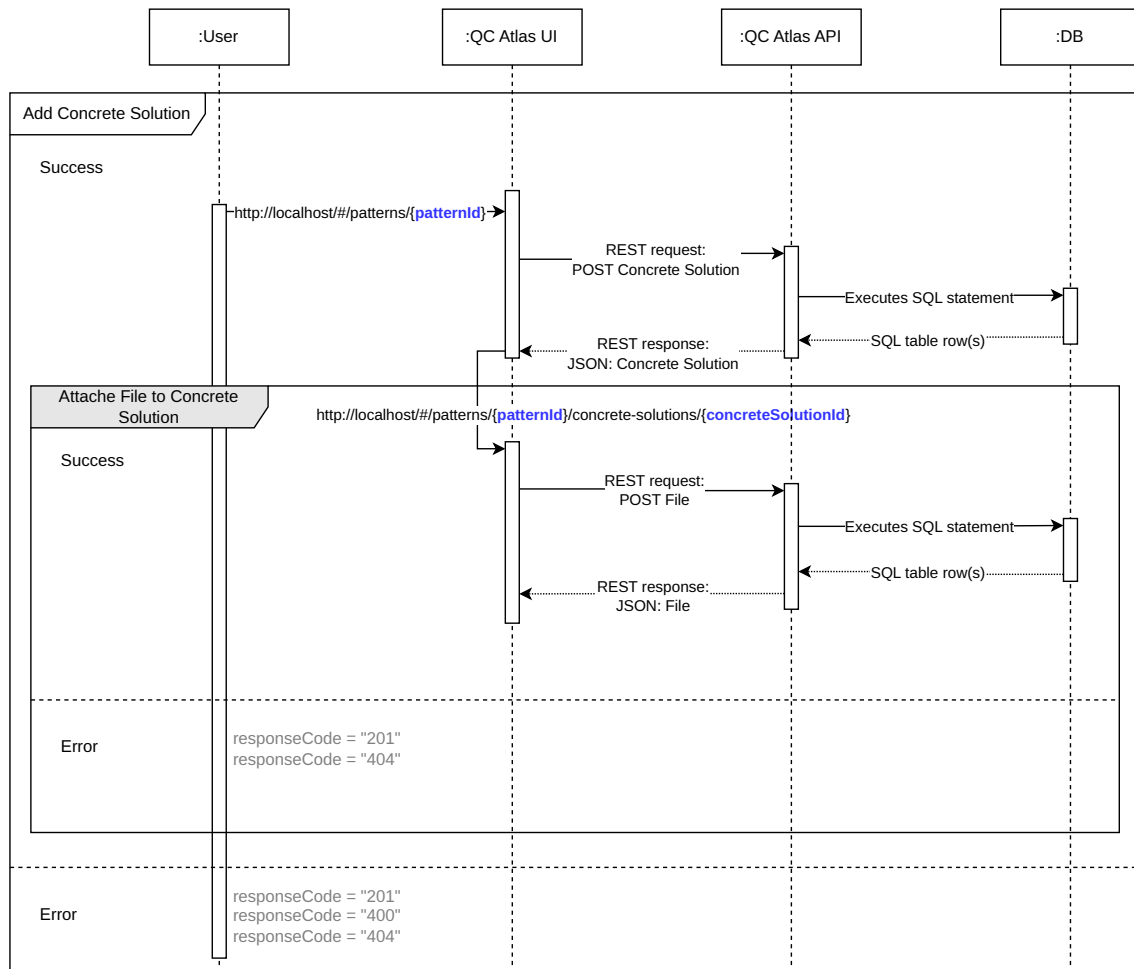 :User
:QC Atlas UI
:QC Atlas API
:DB
Add Concrete Solution
Success
http://localhost/#/patterns/{patternId}
REST request:
POST Concrete Solution
Executes SQL statement
SQL table row(s)
REST response:
JSON: Concrete Solution
Attache File to Concrete
Solution
http://localhost/#/patterns/{patternId}/concrete-solutions/{concreteSolutionId}
Success
REST request:
POST File
Executes SQL statement
SQL table row(s)
REST response:
JSON: File
Error
responseCode = "201"
responseCode = "404"
Error
responseCode = "201"
responseCode = "400"
responseCode = "404"